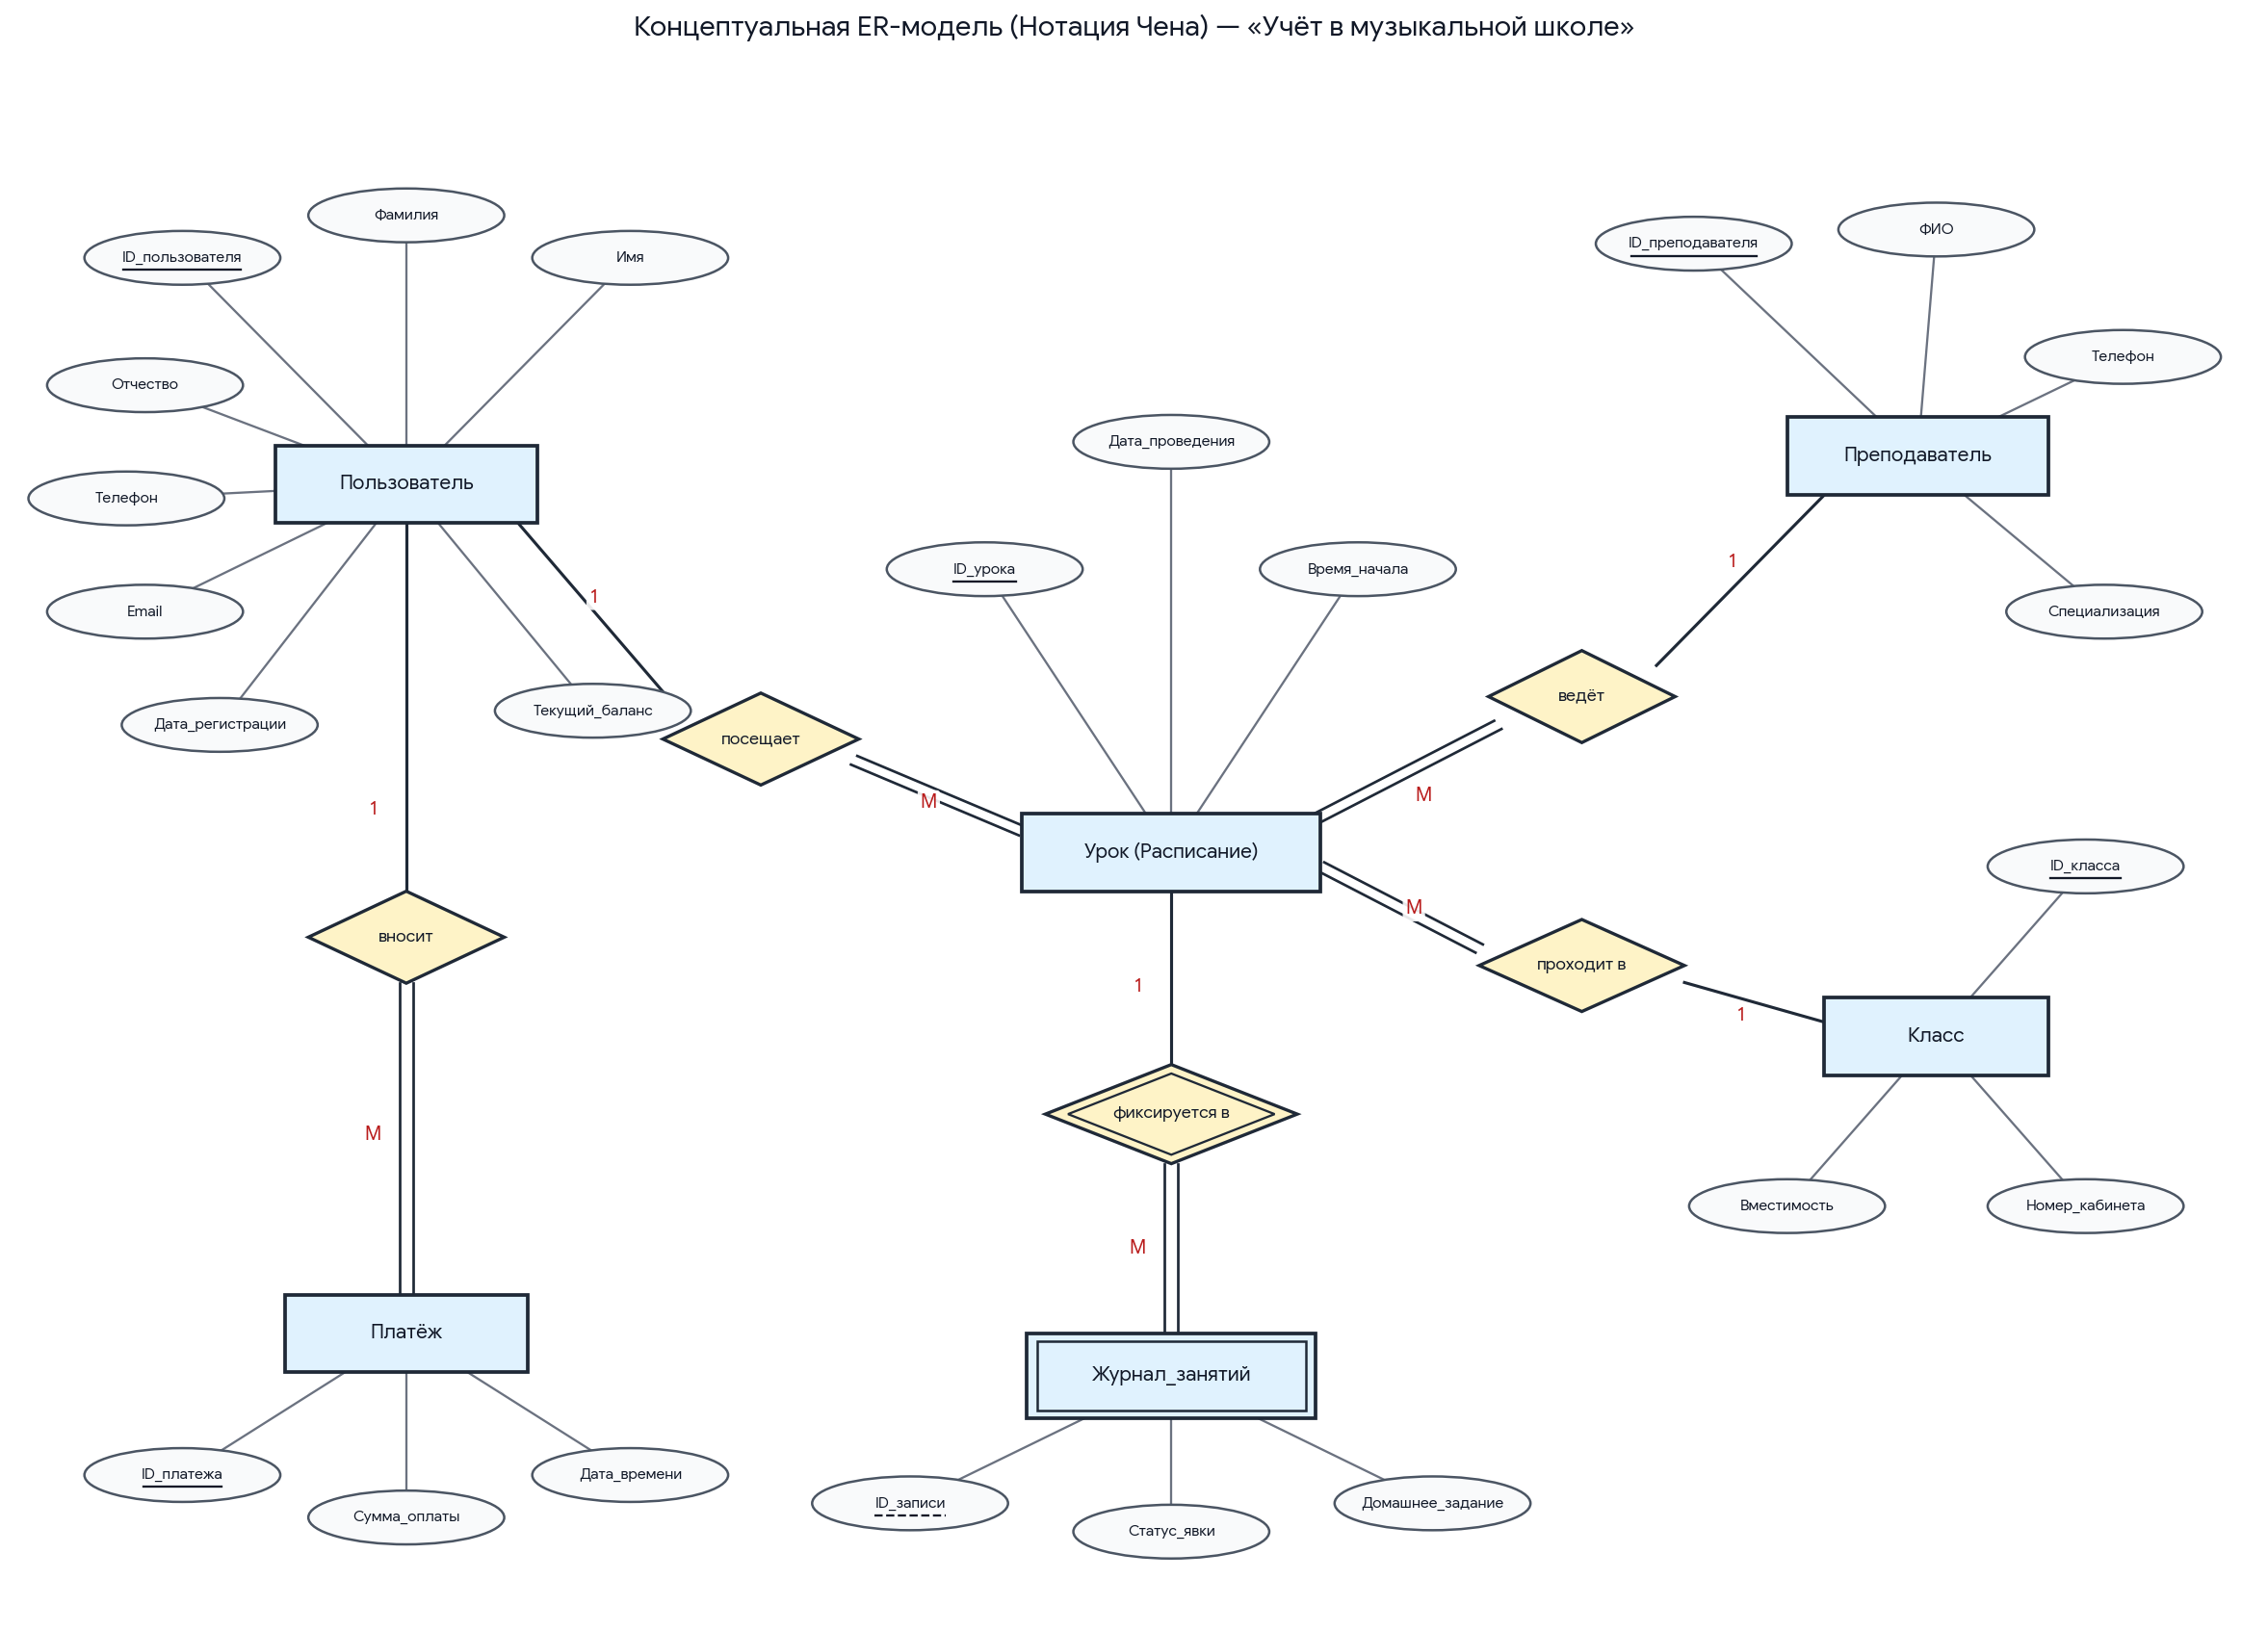 Концептуальная ER-модель (Нотация Чена) — «Учёт в музыкальной школе»
Фамилия
ID_пользователя
Имя
Отчество
Телефон
Email
Дата_регистрации
Текущий_баланс
Пользователь
ID_преподавателя
ФИО
Телефон
Преподаватель
Специализация
Дата_проведения
ID_урока
Время_начала
1
1
ведёт
посещает
M
M
1
Урок (Расписание)
ID_класса
M
вносит
проходит в
1
1
Класс
фиксируется в
M
Вместимость
Номер_кабинета
M
Платёж
Журнал_занятий
ID_платежа
Дата_времени
Сумма_оплаты
ID_записи
Домашнее_задание
Статус_явки